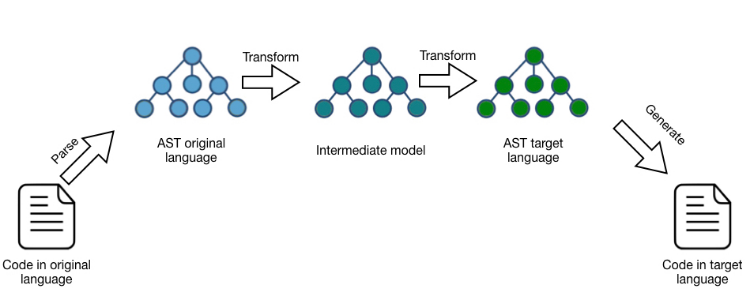 Transform
Transform
Generate
Parse
AST original
language
Intermediate model
AST target
language
Code in original
language
Code in target
language